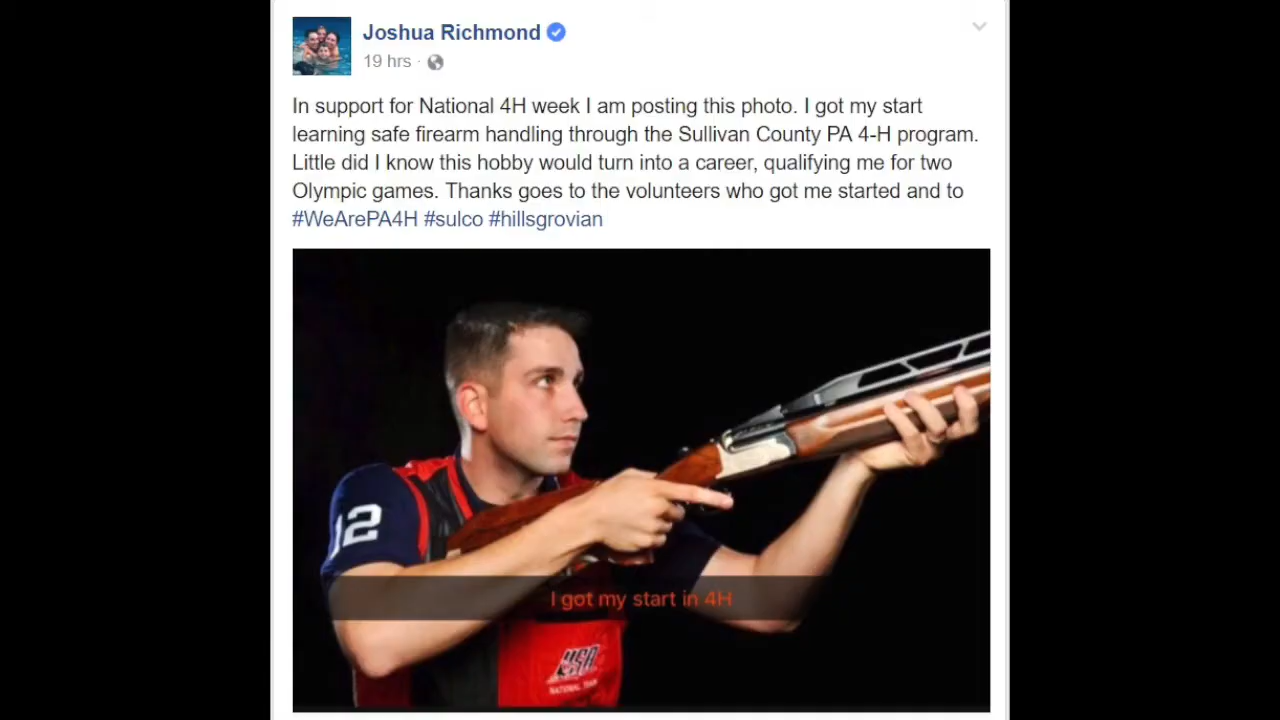 Joshua Richmond
19 hrs ·
In support for National 4H week I am posting this photo. I got my start
learning safe firearm handling through the Sullivan County PA 4-H program.
Little did I know this hobby would turn into a career, qualifying me for two
Olympic games. Thanks goes to the volunteers who got me started and to
#WeArePA4H #sulco #hillsgrovian
12
I got my start in 4H
USA
NATIONAL TEAM